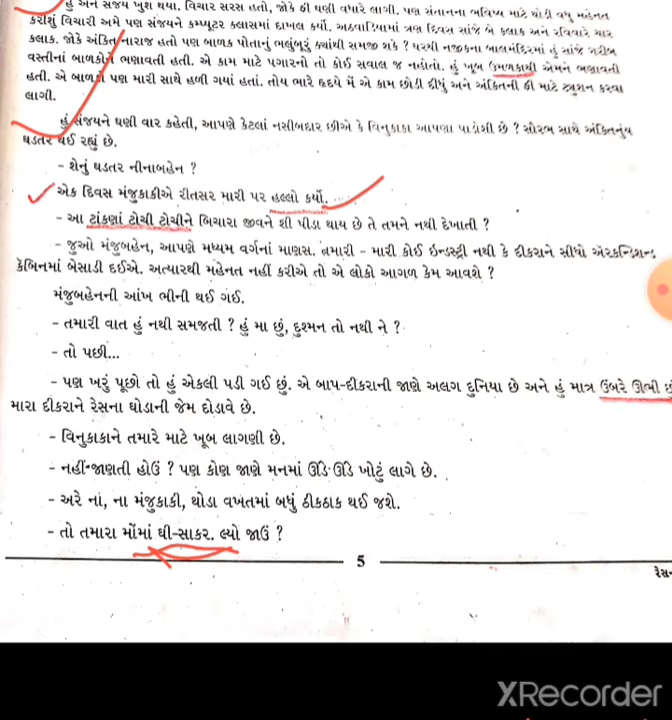 હું અને સંજય ખુશ થયા. વિચાર સરસ હતો, જોકે ફી ઘણી વધારે લાગી. પણ સંતાનના ભવિષ્ય માટે થોડી વધુ મહેનત
કરીશું વિચારી અમે પણ સંજયને કમ્પ્યૂટર ક્લાસમાં દાખલ કર્યો. અઠવાડિયામાં ત્રણ દિવસ સાંજે બે કલાક અને રવિવારે ચાર
કલાક. જોકે અંકિત નારાજ હતો પણ બાળક પોતાનું ભલુંબૂરું ક્યાંથી સમજી શકે ? ઘરથી નજીકના બાલમંદિરમાં હું સાંજે ગરીબ
વસ્તીનાં બાળકોને ભણાવતી હતી. એ કામ માટે પગારનો તો કોઈ સવાલ જ નહોતો. હું ખૂબ ઉમળકાથી એમને ભણાવતી
હતી. એ બાળકો પણ મારી સાથે હળી ગયાં હતાં. તોય ભારે હૃદયે મેં એ કામ છોડી દીધું અને અંકિતની ફી માટે ટ્યુશન કરવા
લાગી.
હું સંજયને ઘણી વાર કહેતી, આપણે કેટલાં નસીબદાર છીએ કે વિનુકાકા આપણા પાડોશી છે ? સૌરભ સાથે અંકિતનુંય
ઘડતર થઈ રહ્યું છે.
- શેનું ઘડતર નીનાબહેન ?
એક દિવસ મંજુકાકીએ રીતસર મારી પર હલ્લો કર્યો.
- આ ટાંકણાં ટોચી ટોચીને બિચારા જીવને શી પીડા થાય છે તે તમને નથી દેખાતી ?
- જુઓ મંજુબહેન, આપણે મધ્યમ વર્ગનાં માણસ. તમારી - મારી કોઈ ઇન્ડસ્ટ્રી નથી કે દીકરાને સીધો એરકન્ડિશન્ડ
કૅબિનમાં બેસાડી દઈએ. અત્યારથી મહેનત નહીં કરીએ તો એ લોકો આગળ કેમ આવશે ?
મંજુબહેનની આંખ ભીની થઈ ગઈ.
- તમારી વાત હું નથી સમજતી ? હું મા છું, દુશ્મન તો નથી ને ?
- તો પછી...
- પણ ખરું પૂછો તો હું એકલી પડી ગઈ છું. એ બાપ-દીકરાની જાણે અલગ દુનિયા છે અને હું માત્ર ઉંબરે ઊભી છું
મારા દીકરાને રેસના ઘોડાની જેમ દોડાવે છે.
- વિનુકાકાને તમારે માટે ખૂબ લાગણી છે.
- નહીં જાણતી હોઉં ? પણ કોણ જાણે મનમાં ઊંડે ઊંડે ખોટું લાગે છે.
- અરે નાં, ના મંજુકાકી, થોડા વખતમાં બધું ઠીકઠાક થઈ જશે.
- તો તમારા મોંમાં ઘી-સાકર. લ્યો જાઉં ?
5
રેસન
XRecorder